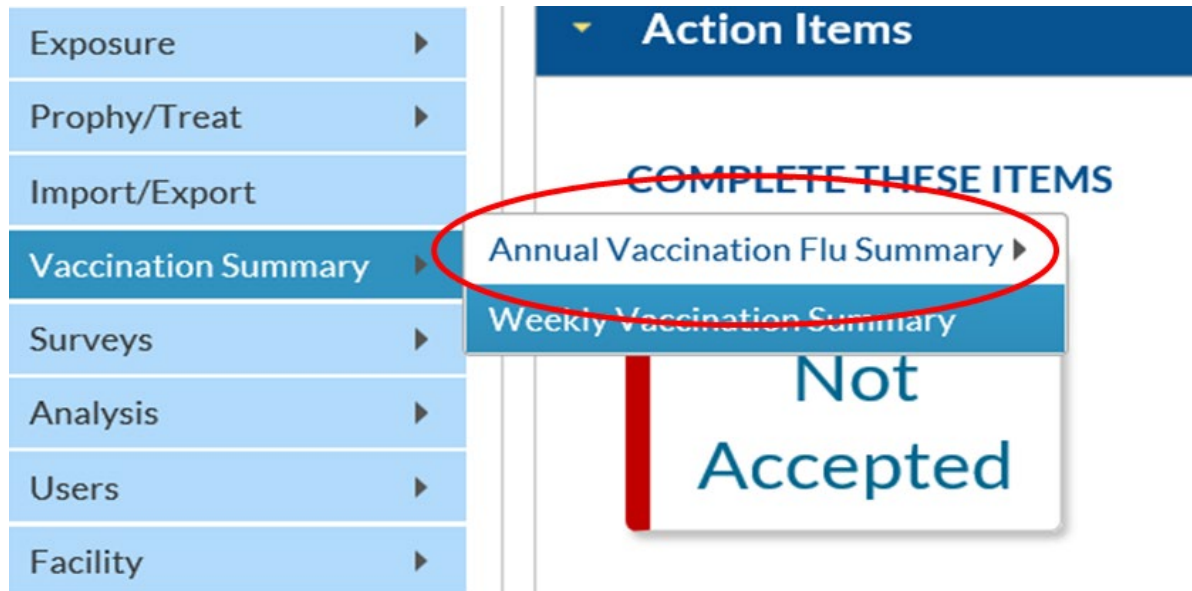 Exposure
Prophy/Treat
Import/Export
Vaccination Summary
Surveys
Analysis
Users
Facility
Action Items
COMPLETE THESE ITEMS
Annual Vaccination Flu Summary
Weekly Vaccination Summary
Not
Accepted